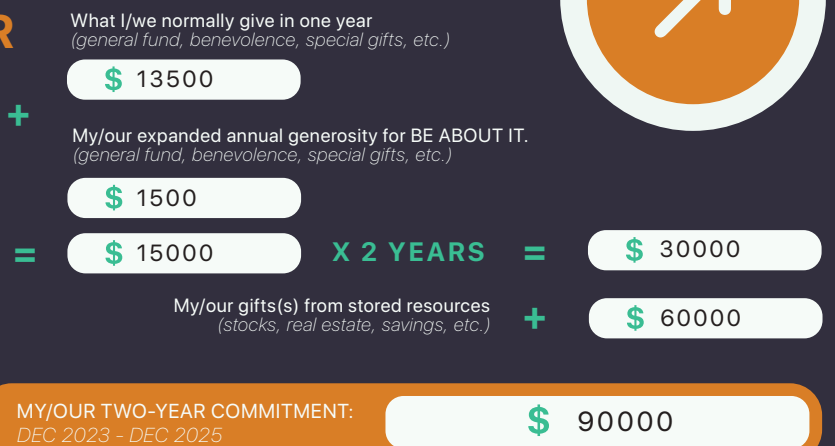 R
What I/we normally give in one year
(general fund, benevolence, special gifts, etc.)
$ 13500
+
My/our expanded annual generosity for BE ABOUT IT.
(general fund, benevolence, special gifts, etc.)
$ 1500
= $ 15000 X 2 YEARS = $ 30000
My/our gifts(s) from stored resources
(stocks, real estate, savings, etc.)
+ $ 60000
MY/OUR TWO-YEAR COMMITMENT:
DEC 2023 - DEC 2025
$ 90000